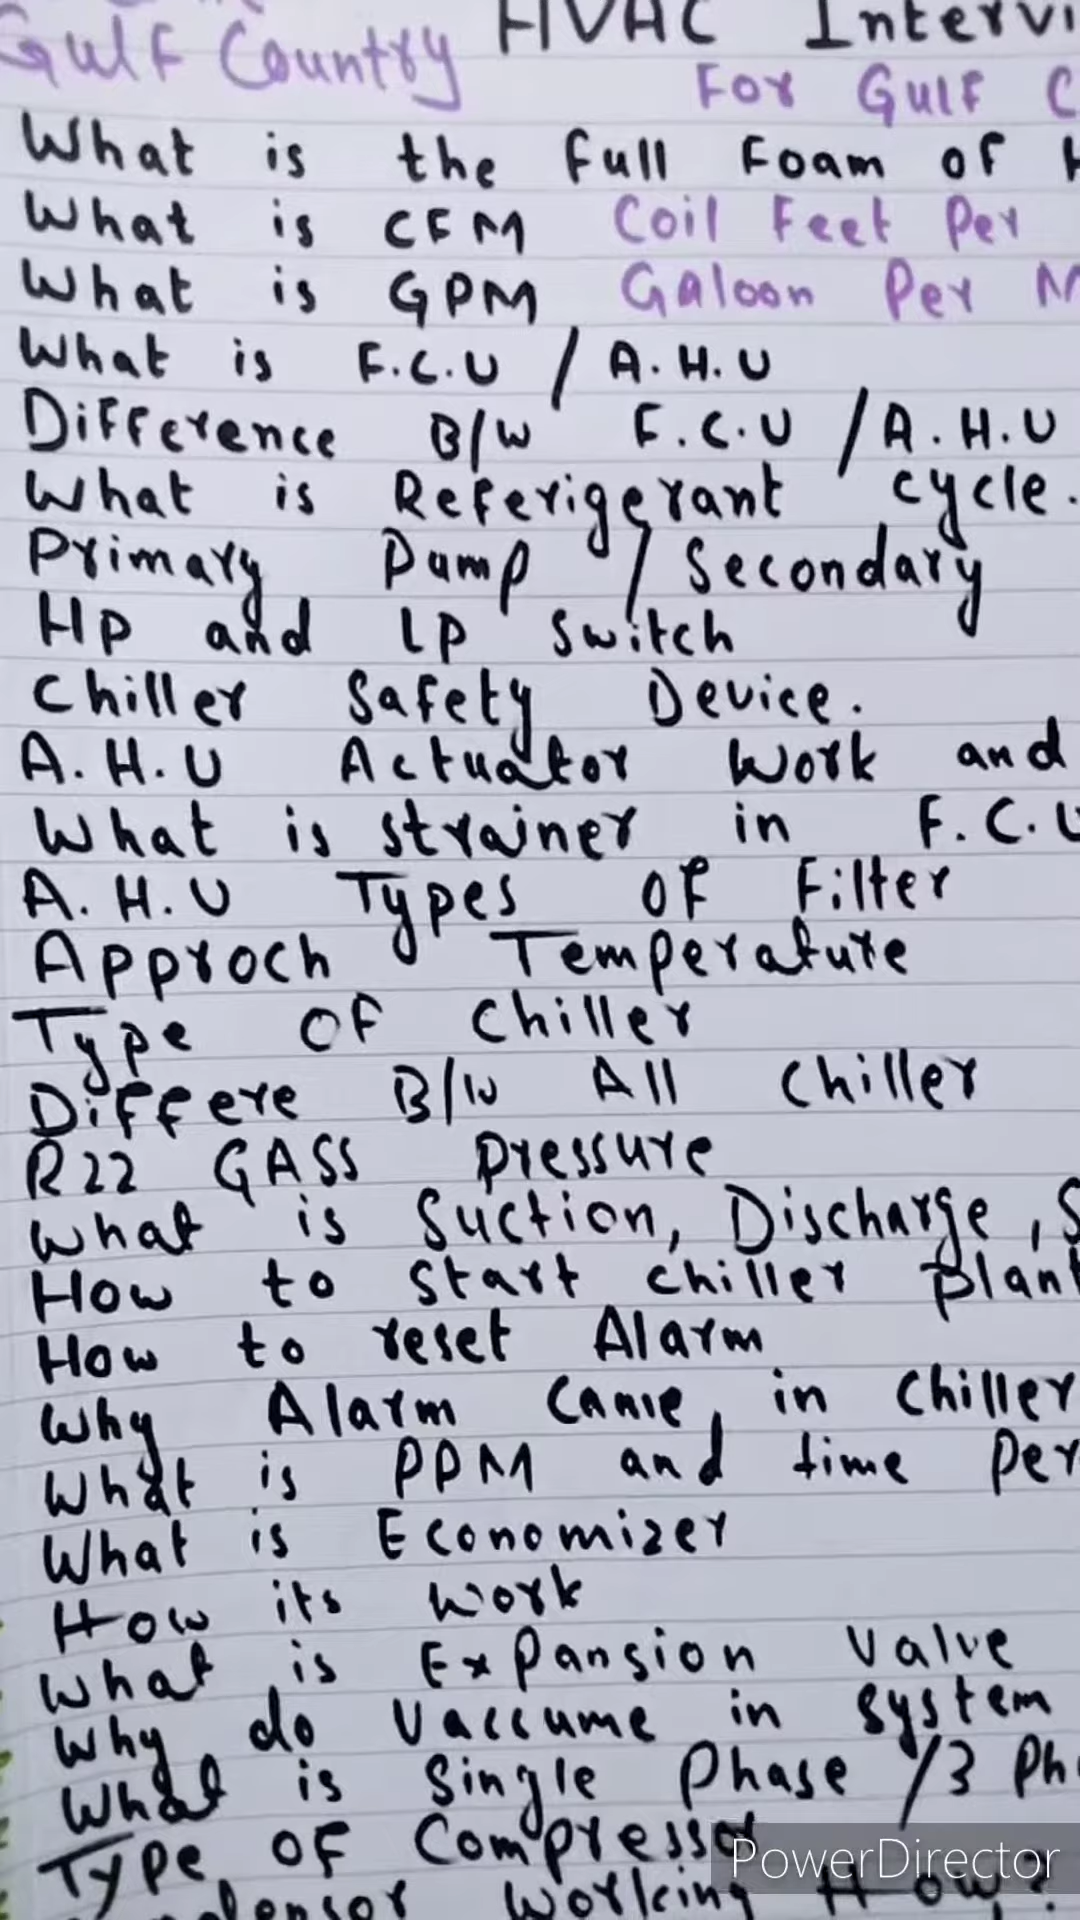 Gulf Country
HVAC
For Gulf
What is the Full Foam of
What is CFM Coil Feet Per
What is GPM Galoon Per
What is F.C.U / A.H.U
Difference B/W F.C.U / A.H.U
What is Referigerant cycle.
Primary Pump / Secondary
HP and LP Switch
Chiller Safety Device.
A.H.U Actuator Work and
What is strainer in F.C.U
A.H.U Types OF Filter
Approch Temperature
Type OF Chiller
Differe B/W All Chiller
R22 GASS Pressure
What is Suction, Discharge,
How to start chiller Plant
How to reset Alarm
Why Alarm Came, in Chiller
What is PPM and time Per
What is Economizer
How its Work
What is Expansion Valve
Why do Vaccume in system
What is Single Phase /3
Type OF Compressor
Working How?
PowerDirector